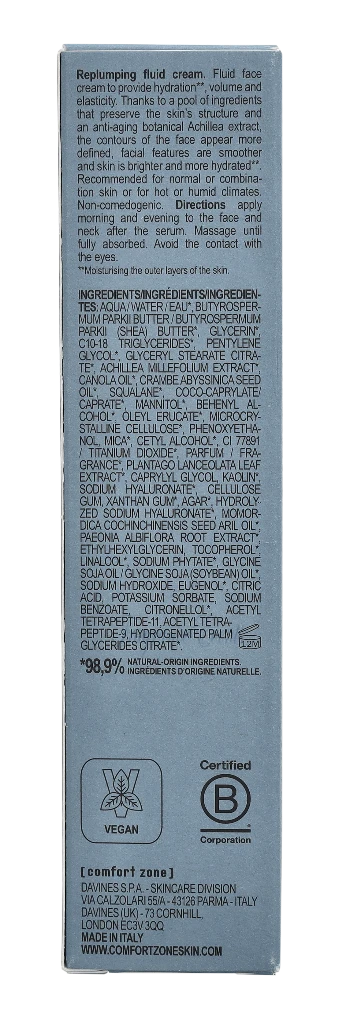 Replumping fluid cream. Fluid face
cream to provide hydration**, volume and
elasticity. Thanks to a pool of ingredients
that preserve the skin's structure and
an anti-aging botanical Achillea extract,
the contours of the face appear more
defined, facial features are smoother
and skin is brighter and more hydrated**.
Recommended for normal or combina-
tion skin or for hot or humid climates.
Non-comedogenic. Directions apply
morning and evening to the face and
neck after the serum. Massage until
fully absorbed. Avoid the contact with
the eyes.
**Moisturising the outer layers of the skin.
INGREDIENTS/INGRÉDIENTS/INGREDIEN-
TES: AQUA / WATER / EAU*, BUTYROSPER-
MUM PARKII BUTTER / BUTYROSPERMUM
PARKII (SHEA) BUTTER*, GLYCERIN*,
C10-18 TRIGLYCERIDES*, PENTYLENE
GLYCOL*, GLYCERYL STEARATE CITRA-
TE*, ACHILLEA MILLEFOLIUM EXTRACT*,
CANOLA OIL*, CRAMBE ABYSSINICA SEED
OIL*, SQUALANE*, COCO-CAPRYLATE/
CAPRATE*, MANNITOL*, BEHENYL AL-
COHOL*, OLEYL ERUCATE*, MICROCRY-
STALLINE CELLULOSE*, PHENOXYETHA-
NOL, MICA*, CETYL ALCOHOL*, CI 77891
/ TITANIUM DIOXIDE*, PARFUM / FRA-
GRANCE*, PLANTAGO LANCEOLATA LEAF
EXTRACT*, CAPRYLYL GLYCOL, KAOLIN*,
SODIUM HYALURONATE*, CELLULOSE
GUM, XANTHAN GUM*, AGAR*, HYDROLY-
ZED SODIUM HYALURONATE*, MOMOR-
DICA COCHINCHINENSIS SEED ARIL OIL*,
PAEONIA ALBIFLORA ROOT EXTRACT*,
ETHYLHEXYLGLYCERIN, TOCOPHEROL*,
LINALOOL*, SODIUM PHYTATE*, GLYCINE
SOJA OIL / GLYCINE SOJA (SOYBEAN) OIL*,
SODIUM HYDROXIDE, EUGENOL*, CITRIC
ACID, POTASSIUM SORBATE, SODIUM
BENZOATE, CITRONELLOL*, ACETYL
TETRAPEPTIDE-11, ACETYL TETRA-
PEPTIDE-9, HYDROGENATED PALM
GLYCERIDES CITRATE*.
12M
*98,9% NATURAL-ORIGIN INGREDIENTS.
INGRÉDIENTS D'ORIGINE NATURELLE.
VEGAN
Certified
B
Corporation
[comfort zone]
DAVINES S.P.A. - SKINCARE DIVISION
VIA CALZOLARI 55/A - 43126 PARMA - ITALY
DAVINES (UK) - 73 CORNHILL,
LONDON EC3V 3QQ
MADE IN ITALY
WWW.COMFORTZONESKIN.COM